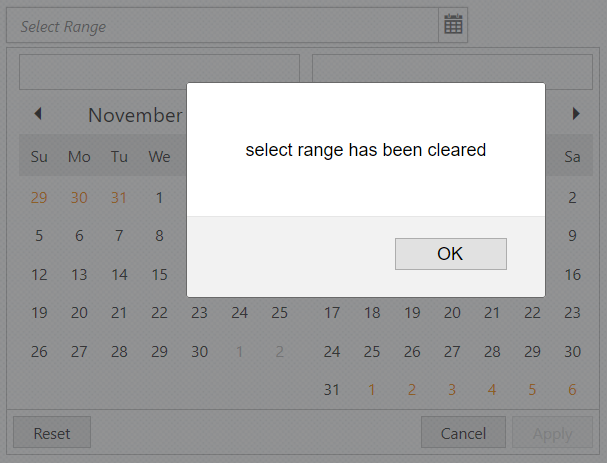 Select Range
November
Su Mo Tu We Sa
select range has been cleared
29 30 31 1 2
5 6 7 8 9
OK
12 13 14 15 16
19 20 21 22 23 24 25 17 18 19 20 21 22 23
26 27 28 29 30 1 2 24 25 26 27 28 29 30
31 1 2 3 4 5 6
Reset Cancel Apply